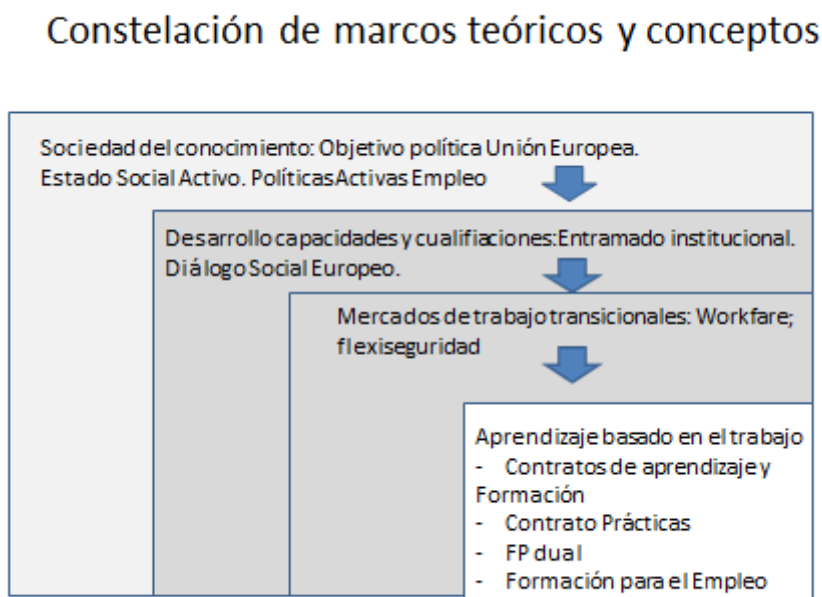 Constelación de marcos teóricos y conceptos
Sociedad del conocimiento: Objetivo política Unión Europea.
Estado Social Activo. Políticas Activas Empleo
Desarrollo capacidades y cualifiaciones:Entramado institucional.
Diálogo Social Europeo.
Mercados de trabajo transicionales: Workfare;
flexiseguridad
Aprendizaje basado en el trabajo
- Contratos de aprendizaje y
Formación
- Contrato Prácticas
- FP dual
- Formación para el Empleo